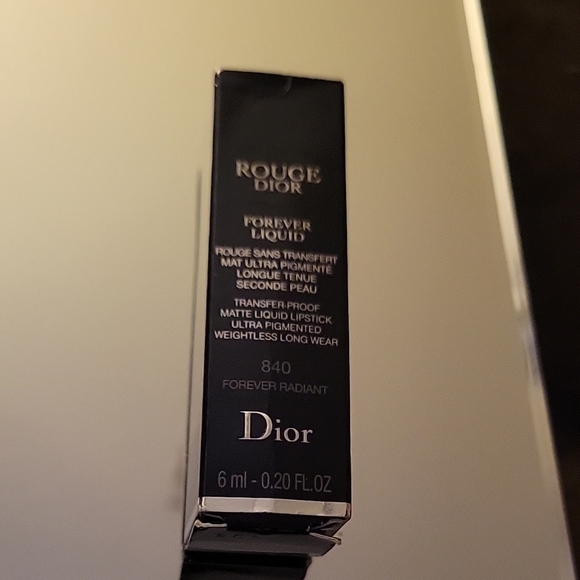 ROUGE
DIOR
FOREVER
LIQUID
ROUGE SANS TRANSFERT
MAT ULTRA PIGMENTÉ
LONGUE TENUE
SECONDE PEAU
TRANSFER-PROOF
MATTE LIQUID LIPSTICK
ULTRA PIGMENTED
WEIGHTLESS LONG WEAR
840
FOREVER RADIANT
Dior
6 ml - 0.20 FL.OZ